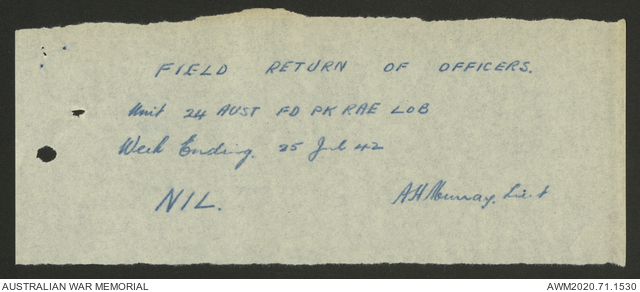 FIELD RETURN OF OFFICERS.
Unit 24 AUST FD PK RAE LOB
Week Ending. 25 Jul 42
NIL.
A H Murray. Lieut
AUSTRALIAN WAR MEMORIAL
AWM2020.71.1530